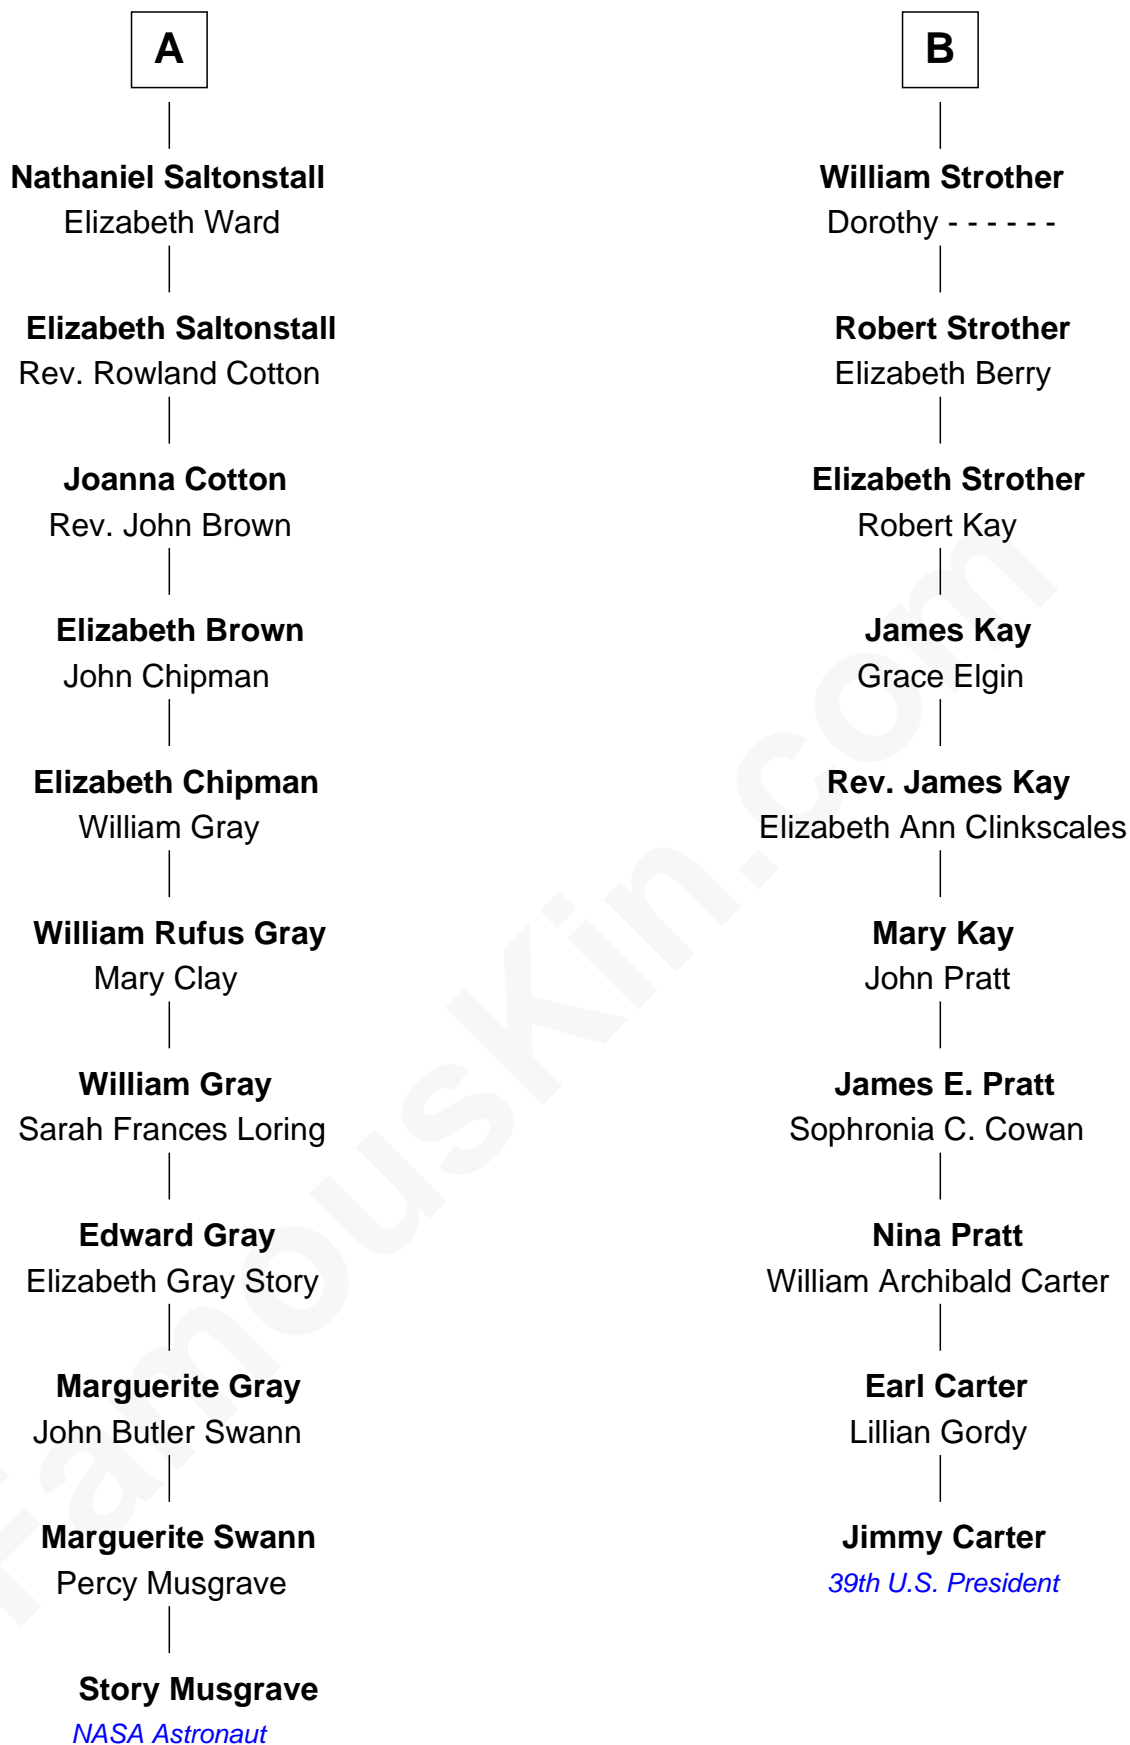 A
Nathaniel Saltonstall
Elizabeth Ward
Elizabeth Saltonstall
Rev. Rowland Cotton
Joanna Cotton
Rev. John Brown
Elizabeth Brown
John Chipman
Elizabeth Chipman
William Gray
William Rufus Gray
Mary Clay
William Gray
Sarah Frances Loring
Edward Gray
Elizabeth Gray Story
Marguerite Gray
John Butler Swann
Marguerite Swann
Percy Musgrave
Story Musgrave
NASA Astronaut
B
William Strother
Dorothy - - - - - -
Robert Strother
Elizabeth Berry
Elizabeth Strother
Robert Kay
James Kay
Grace Elgin
Rev. James Kay
Elizabeth Ann Clinkscales
Mary Kay
John Pratt
James E. Pratt
Sophronia C. Cowan
Nina Pratt
William Archibald Carter
Earl Carter
Lillian Gordy
Jimmy Carter
39th U.S. President
FamousKin.com